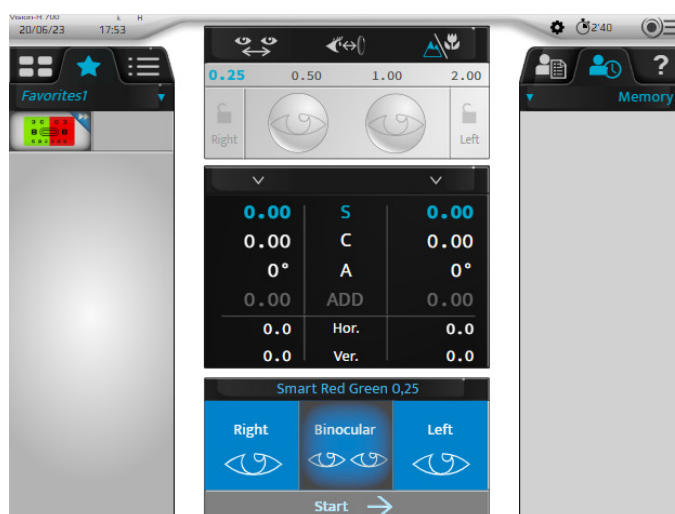 Vision-R 700 L H
20/06/23 17:53
2'40
Favorites1
Memory
?
0.25 0.50 1.00 2.00
Right Left
0.00 S 0.00
0.00 C 0.00
0° A 0°
0.00 ADD 0.00
0.0 Hor. 0.0
0.0 Ver. 0.0
Smart Red Green 0,25
Right Binocular Left
Start